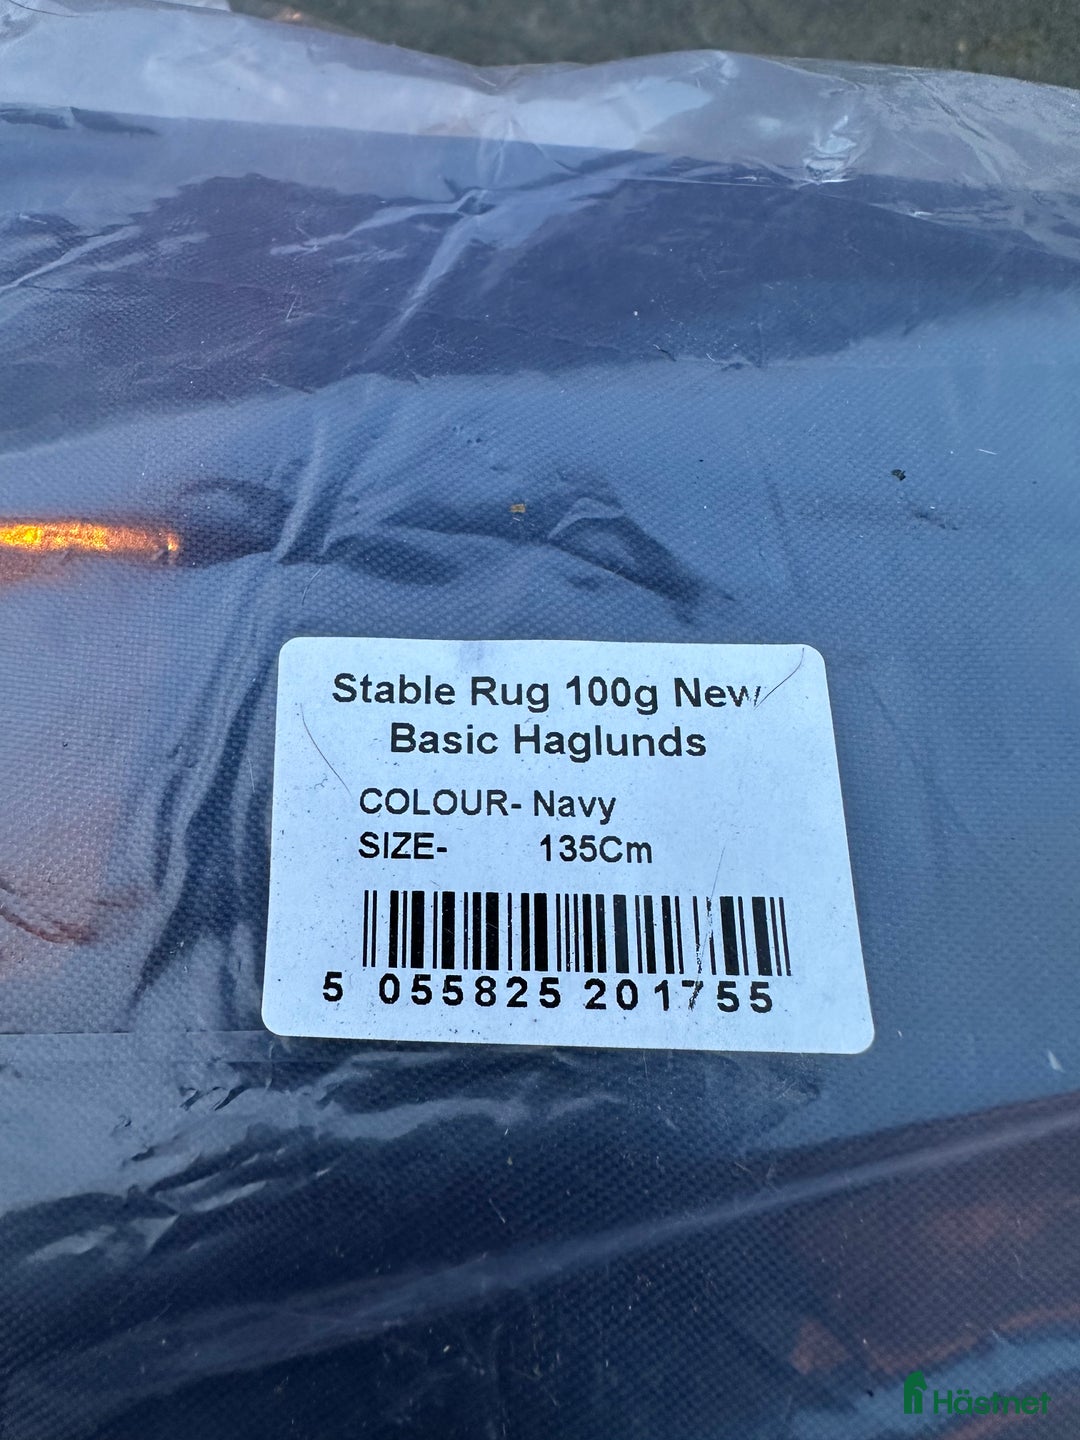 Stable Rug 100g New
Basic Haglunds
COLOUR- Navy
SIZE- 135Cm
5 055825 201755
Hästnet